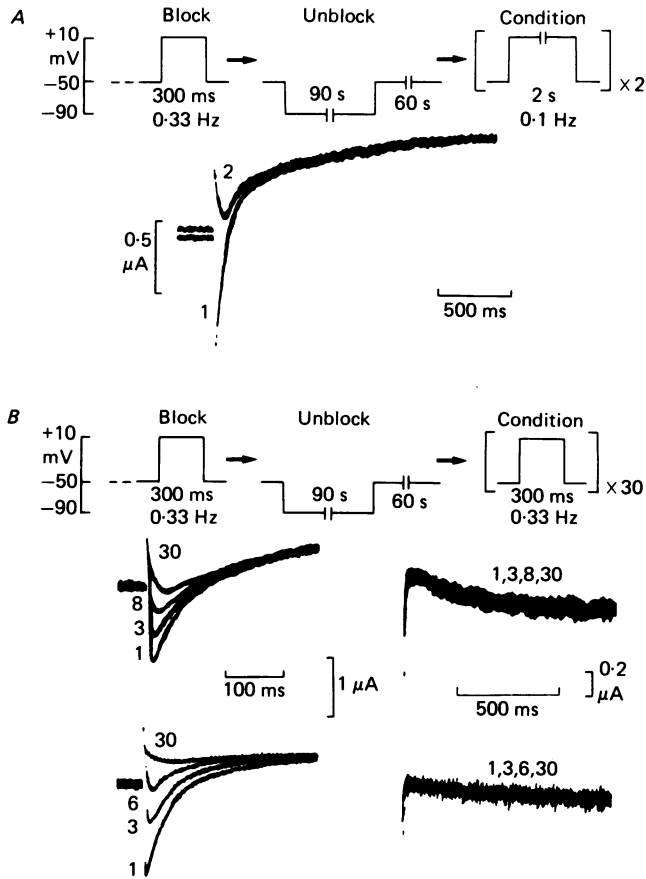 A
Block
Unblock
Condition
+10
mV
−50
−90
300 ms
0·33 Hz
90 s
60 s
2 s
0·1 Hz
×2
2
0·5
μA
1
500 ms
B
Block
Unblock
Condition
+10
mV
−50
−90
300 ms
0·33 Hz
90 s
60 s
300 ms
0·33 Hz
×30
30
8
3
1
1,3,8,30
100 ms
1 μA
500 ms
0·2
μA
30
6
3
1
1,3,6,30